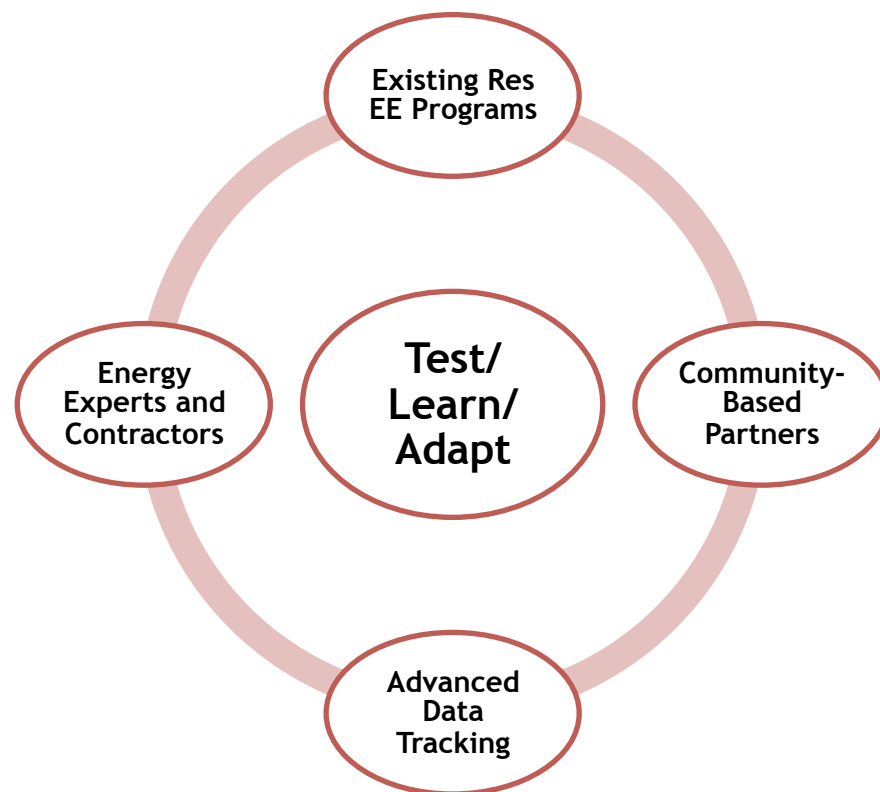 Existing Res
EE Programs
Energy
Experts and
Contractors
Test/
Learn/
Adapt
Community-
Based
Partners
Advanced
Data
Tracking